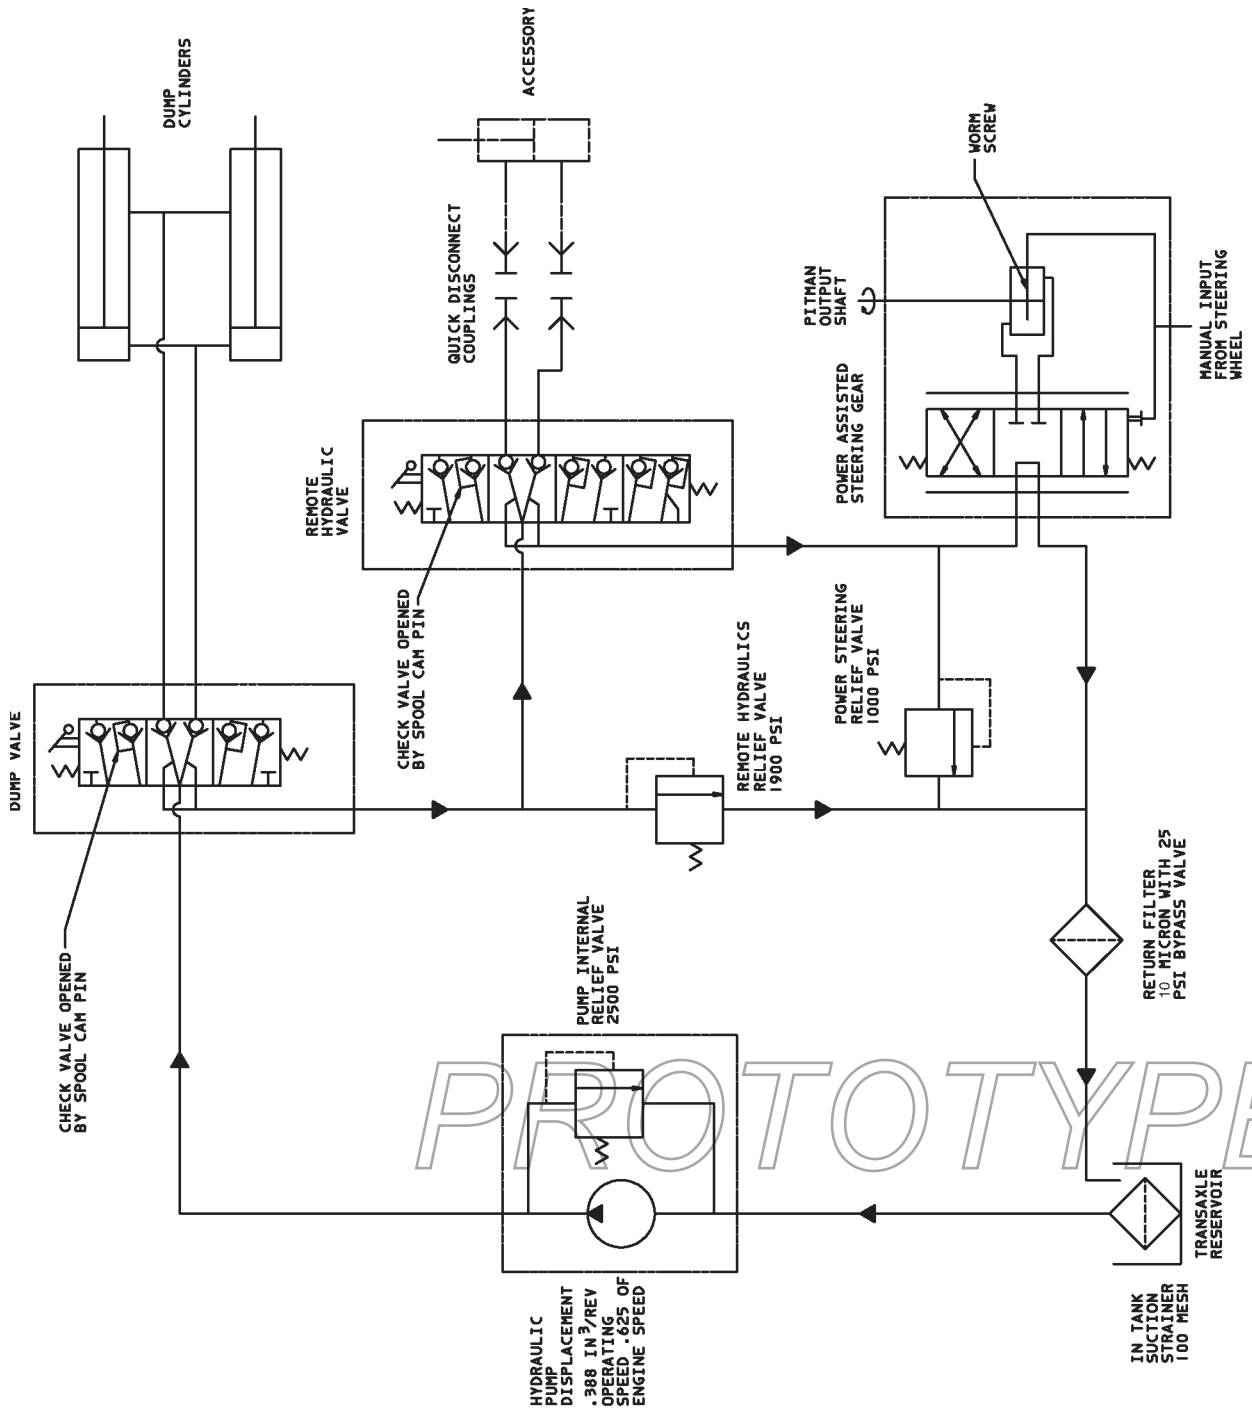 DUMP VALVE
DUMP
CYLINDERS
CHECK VALVE OPENED
BY SPOOL CAM PIN
REMOTE
HYDRAULIC
VALVE
CHECK VALVE OPENED
BY SPOOL CAM PIN
QUICK DISCONNECT
COUPLINGS
ACCESSORY
HYDRAULIC
PUMP
DISPLACEMENT
.388 IN³/REV
OPERATING
SPEED .625 OF
ENGINE SPEED
PUMP INTERNAL
RELIEF VALVE
2500 PSI
REMOTE HYDRAULICS
RELIEF VALVE
1900 PSI
POWER STEERING
RELIEF VALVE
1000 PSI
POWER ASSISTED
STEERING GEAR
PITMAN
OUTPUT
SHAFT
WORM
SCREW
MANUAL INPUT
FROM STEERING
WHEEL
RETURN FILTER
10 MICRON WITH 25
PSI BYPASS VALVE
IN TANK
SUCTION
STRAINER
100 MESH
TRANSAXLE
RESERVOIR
PROTOTYPE